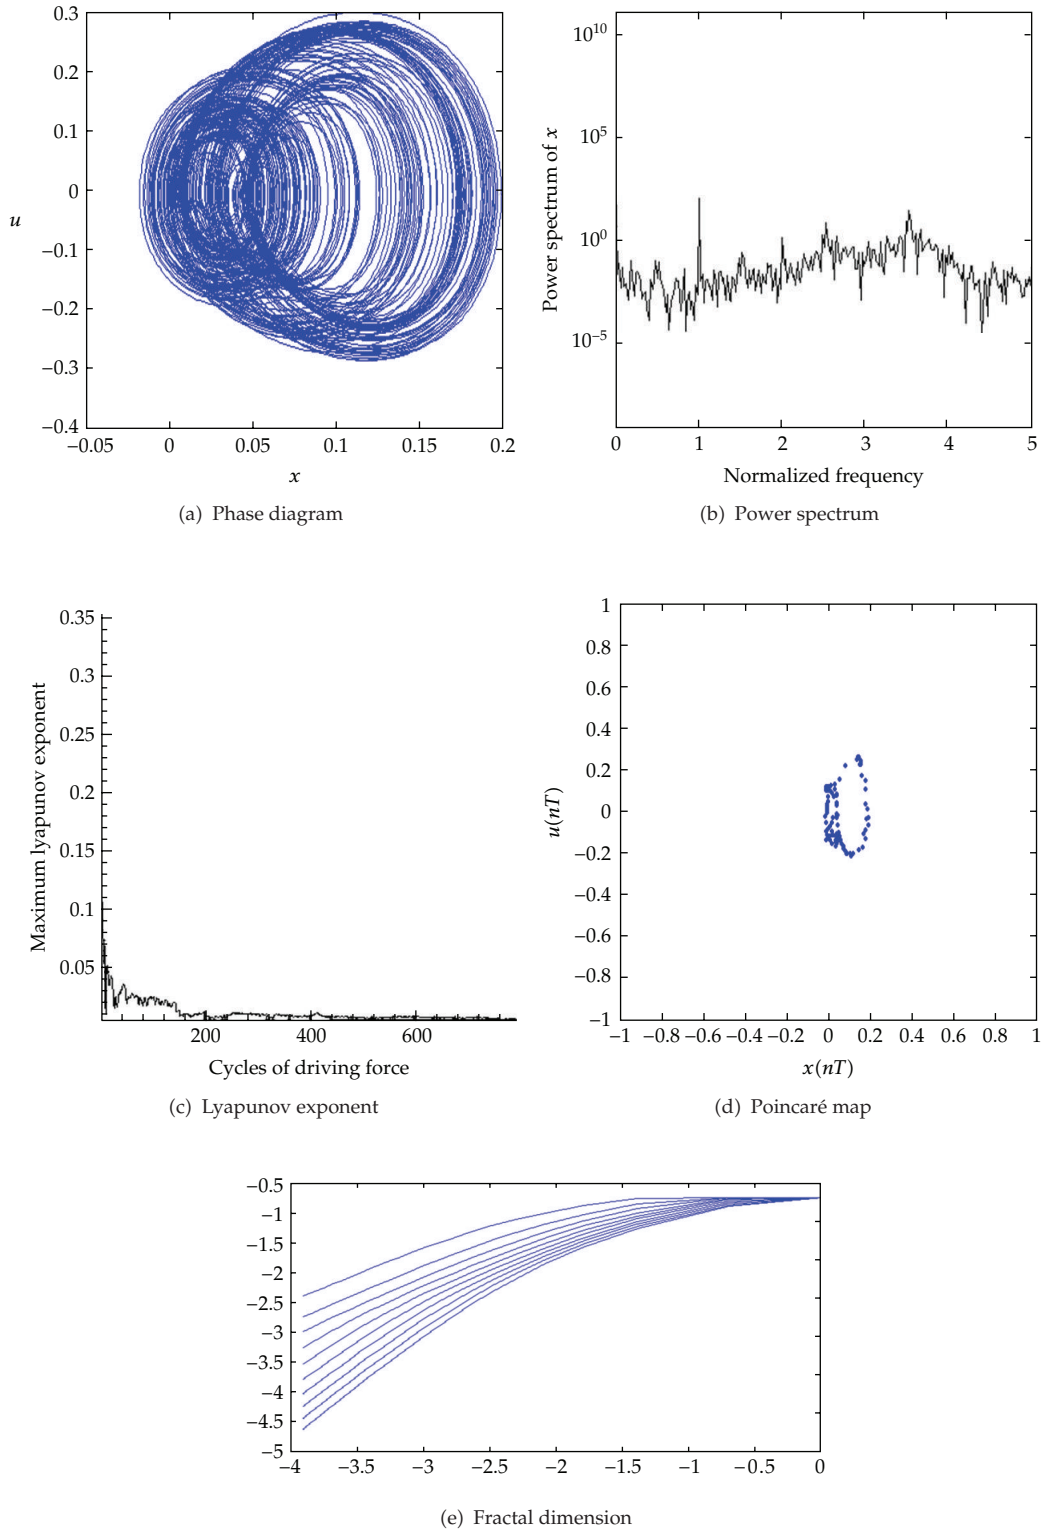 0.3
0.2
0.1
0
−0.1
−0.2
−0.3
−0.4
u
−0.05 0 0.05 0.1 0.15 0.2
x
(a) Phase diagram
10^10
10^5
10^0
10^−5
Power spectrum of x
0 1 2 3 4 5
Normalized frequency
(b) Power spectrum
0.35
0.3
0.25
0.2
0.15
0.1
0.05
Maximum lyapunov exponent
200 400 600
Cycles of driving force
(c) Lyapunov exponent
1
0.8
0.6
0.4
0.2
0
−0.2
−0.4
−0.6
−0.8
−1
u(nT)
−1 −0.8 −0.6 −0.4 −0.2 0 0.2 0.4 0.6 0.8 1
x(nT)
(d) Poincaré map
−0.5
−1
−1.5
−2
−2.5
−3
−3.5
−4
−4.5
−5
−4 −3.5 −3 −2.5 −2 −1.5 −1 −0.5 0
(e) Fractal dimension